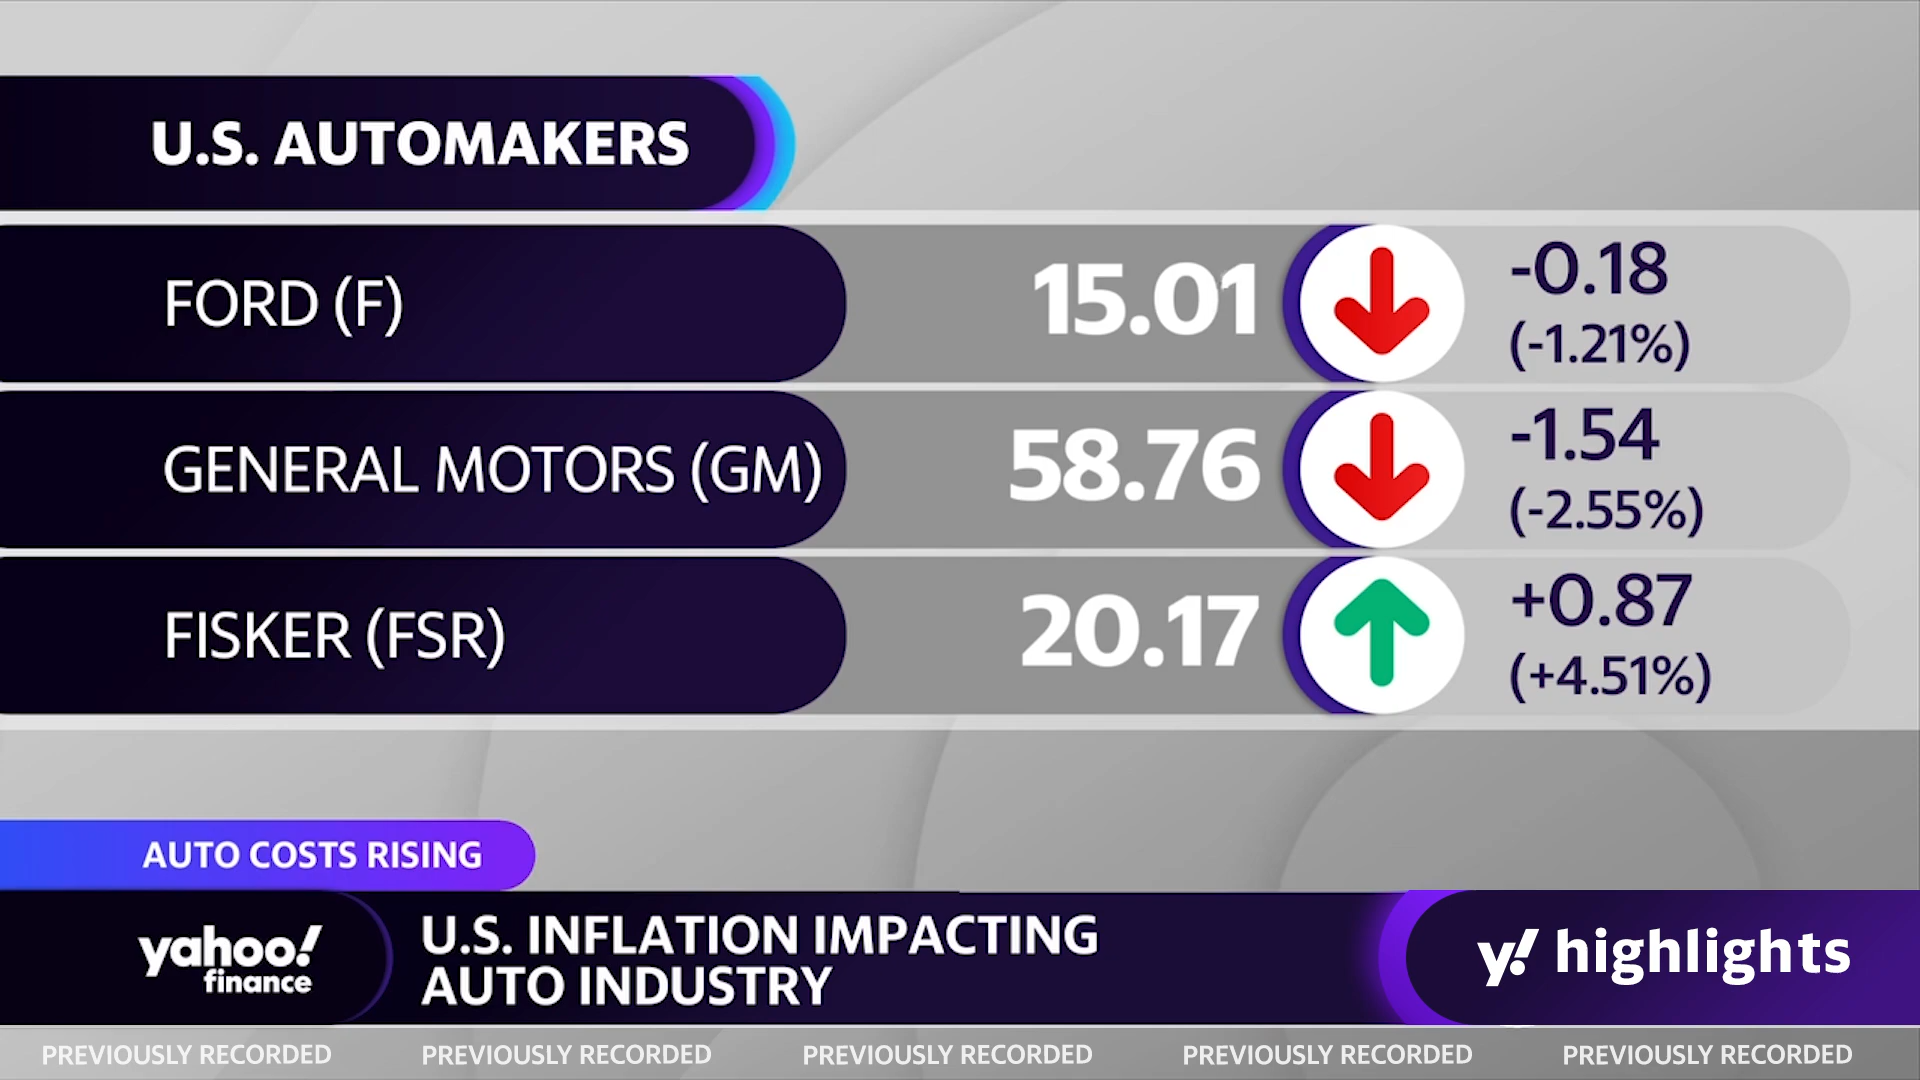 U.S. AUTOMAKERS
FORD (F) 15.01 -0.18
(-1.21%)
GENERAL MOTORS (GM) 58.76 -1.54
(-2.55%)
FISKER (FSR) 20.17 +0.87
(+4.51%)
AUTO COSTS RISING
yahoo!
finance
U.S. INFLATION IMPACTING
AUTO INDUSTRY
y! highlights
PREVIOUSLY RECORDED PREVIOUSLY RECORDED PREVIOUSLY RECORDED PREVIOUSLY RECORDED PREVIOUSLY RECORDED